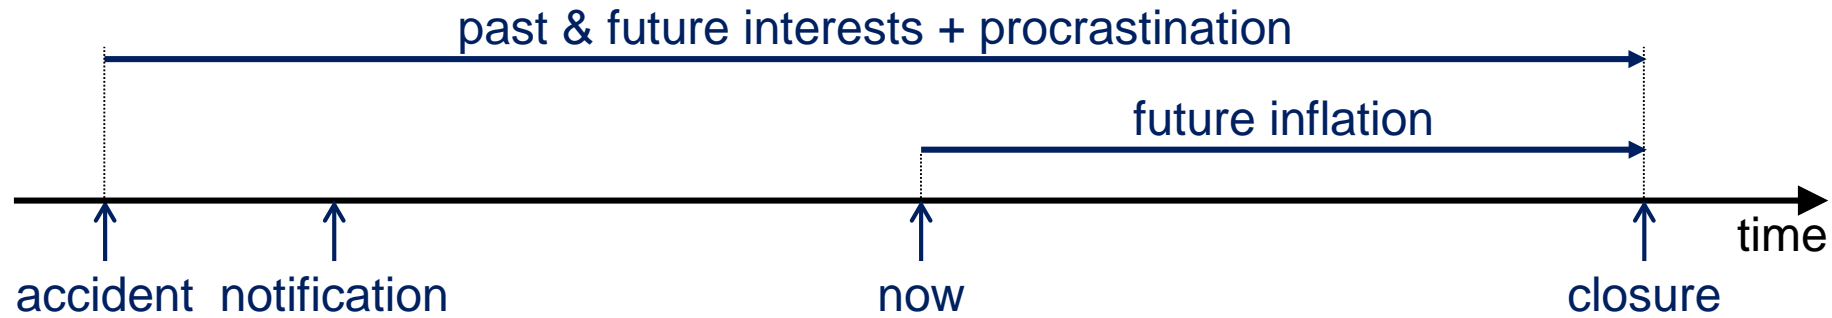 past & future interests + procrastination
future inflation
time
accident notification now closure